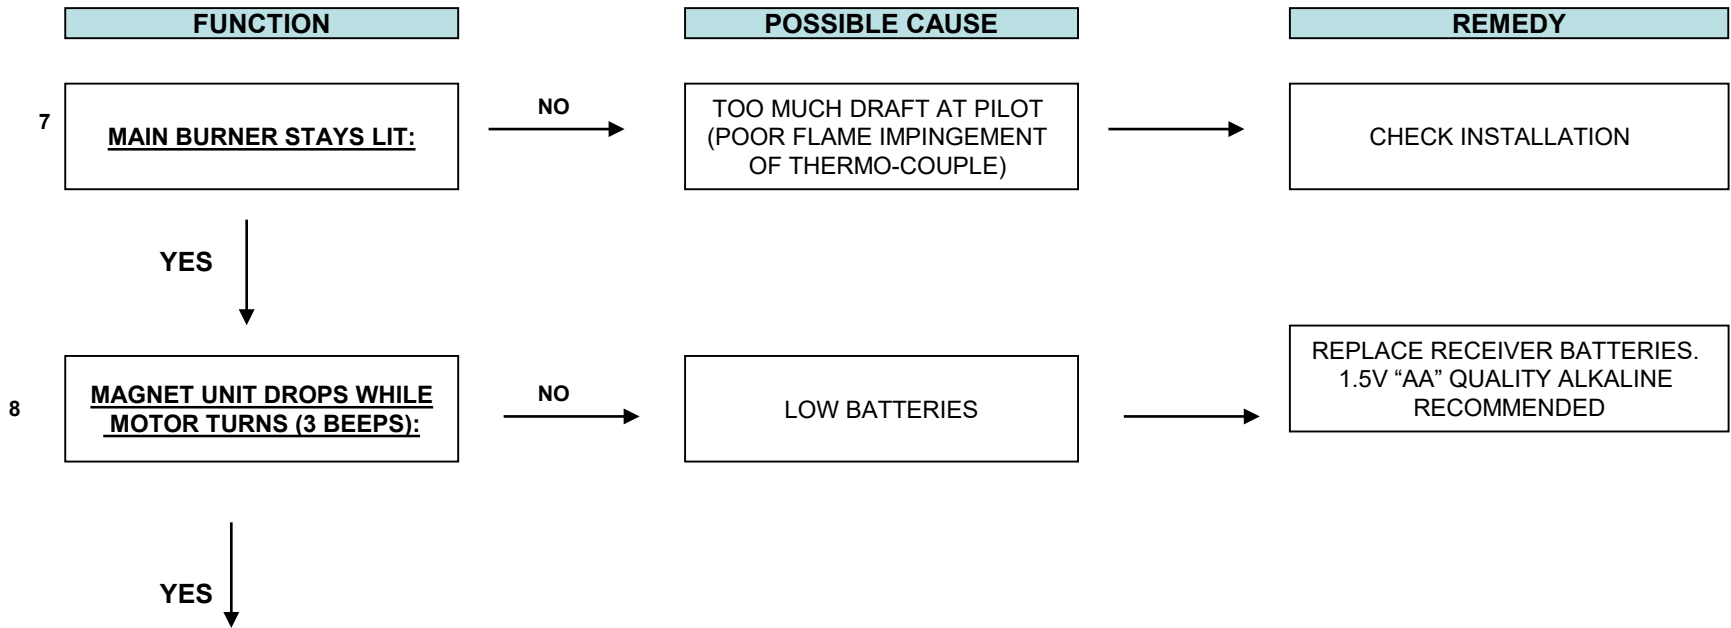 FUNCTION
POSSIBLE CAUSE
REMEDY
7
MAIN BURNER STAYS LIT:
NO
TOO MUCH DRAFT AT PILOT
(POOR FLAME IMPINGEMENT
OF THERMO-COUPLE)
CHECK INSTALLATION
YES
8
MAGNET UNIT DROPS WHILE
MOTOR TURNS (3 BEEPS):
NO
LOW BATTERIES
REPLACE RECEIVER BATTERIES.
1.5V “AA” QUALITY ALKALINE
RECOMMENDED
YES